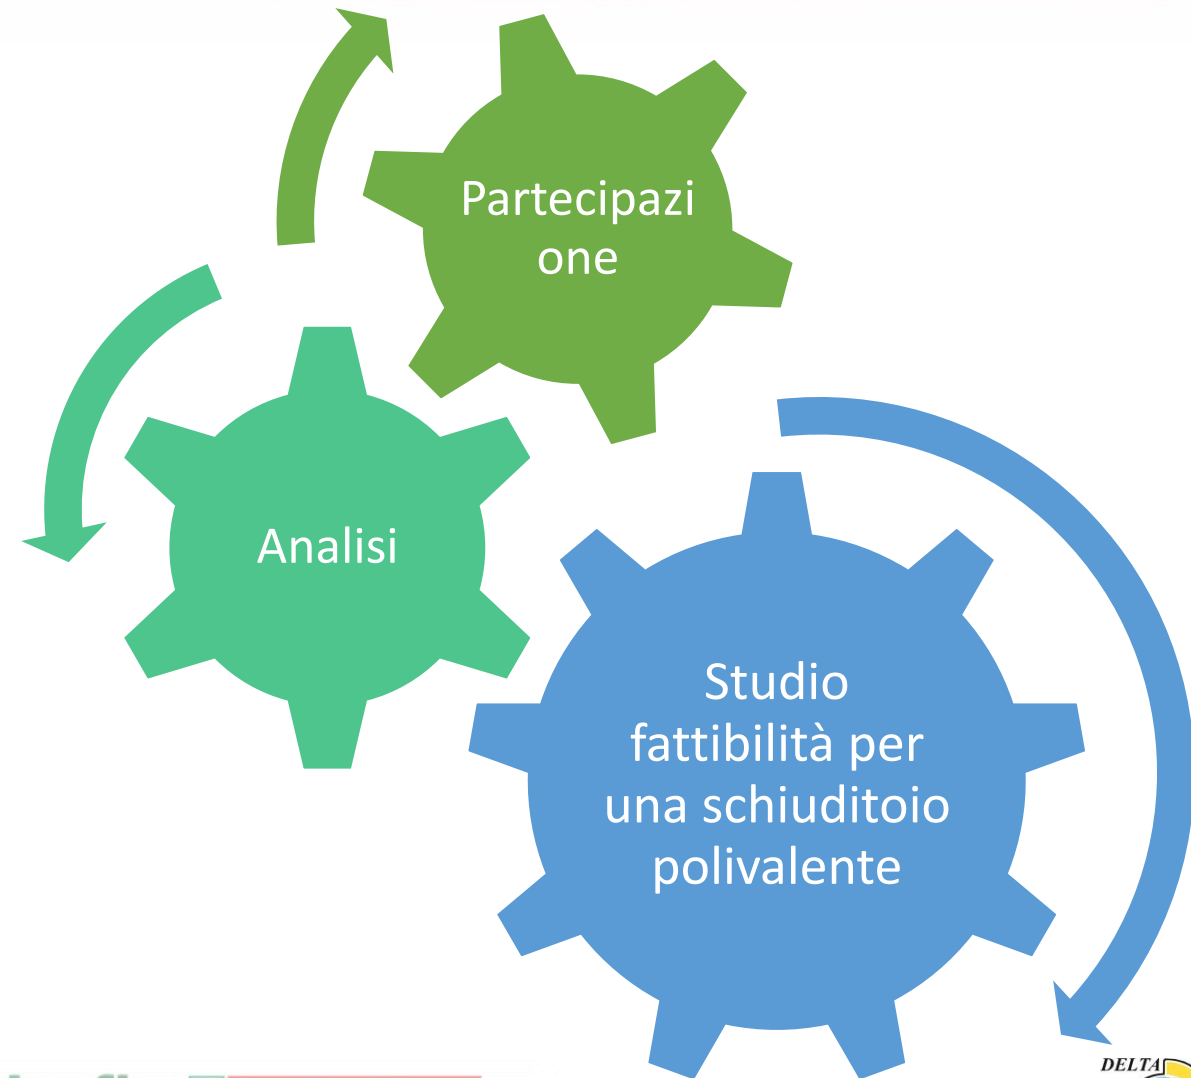 Partecipazi
one
Analisi
Studio
fattibilità per
una schiuditoio
polivalente
DELTA